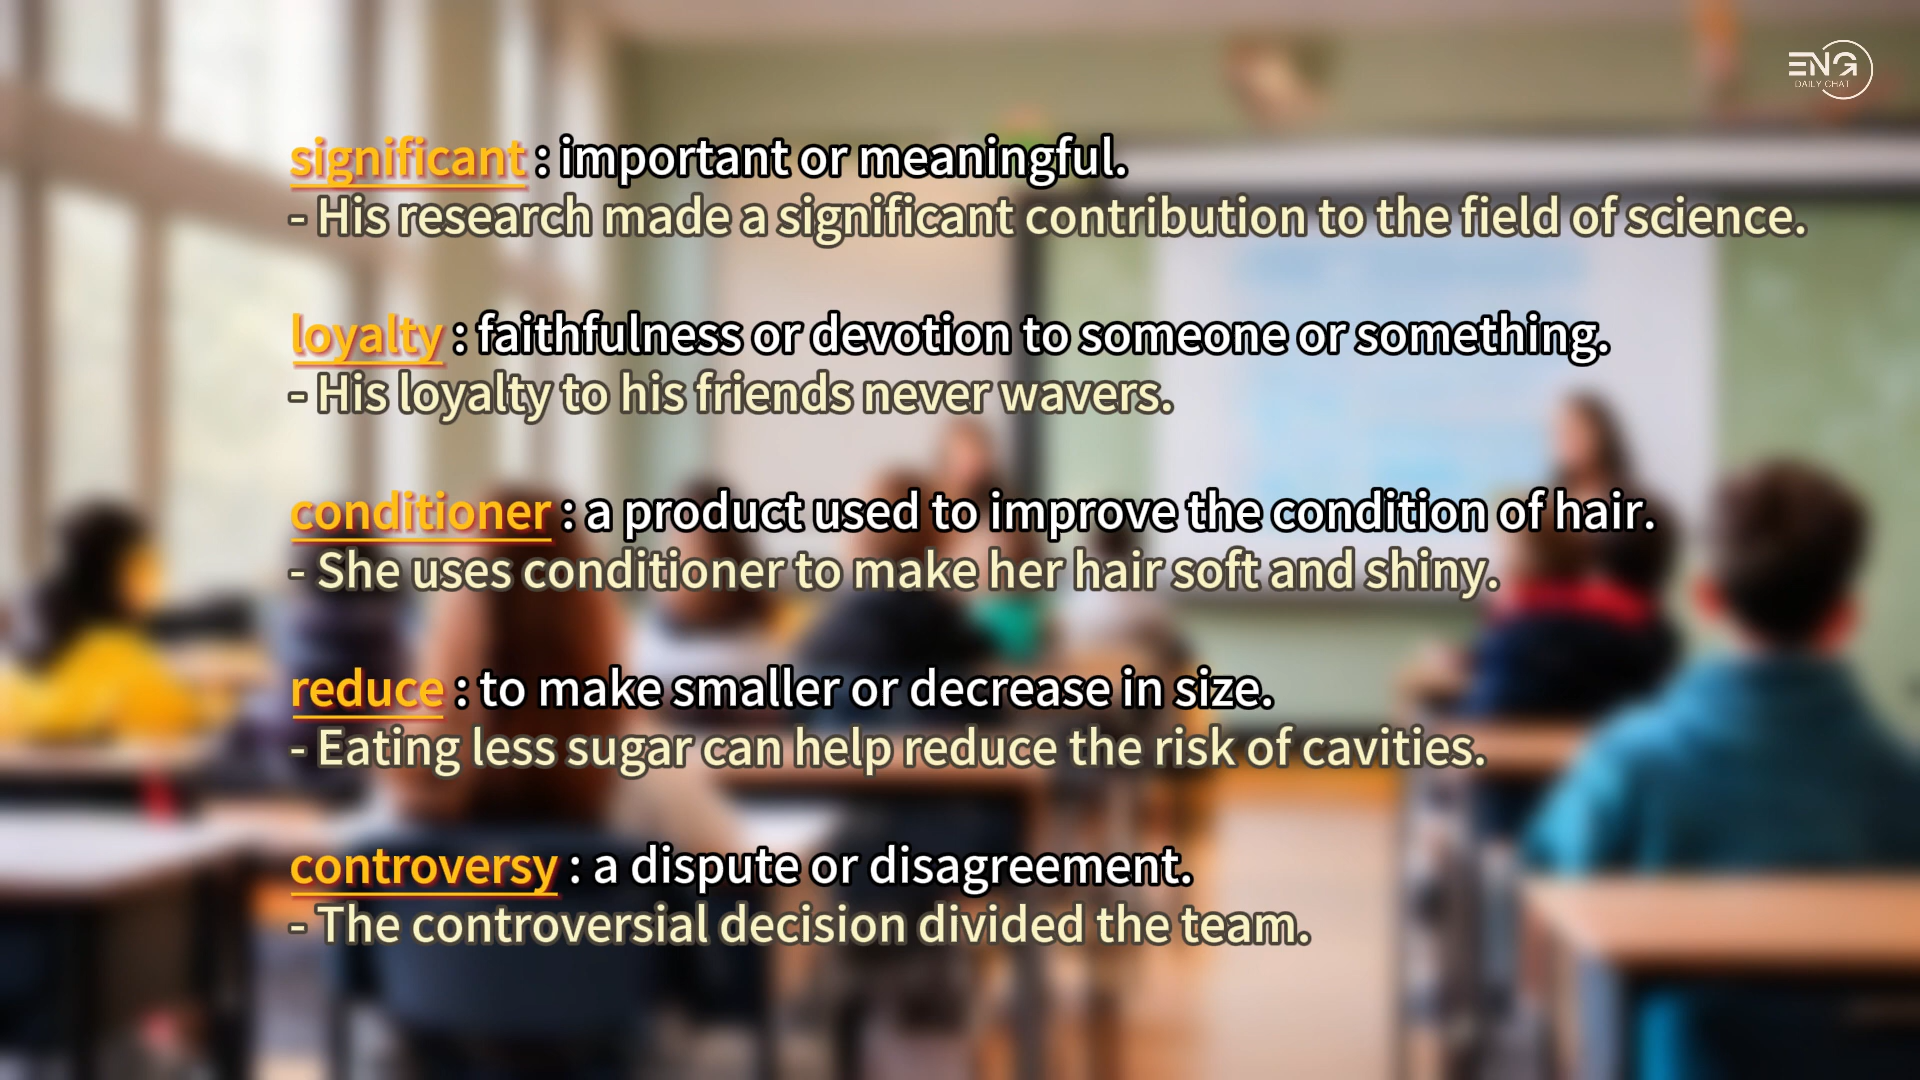 ENG
DAILY CHAT
significant : important or meaningful.
- His research made a significant contribution to the field of science.
loyalty : faithfulness or devotion to someone or something.
- His loyalty to his friends never wavers.
conditioner : a product used to improve the condition of hair.
- She uses conditioner to make her hair soft and shiny.
reduce : to make smaller or decrease in size.
- Eating less sugar can help reduce the risk of cavities.
controversy : a dispute or disagreement.
- The controversial decision divided the team.